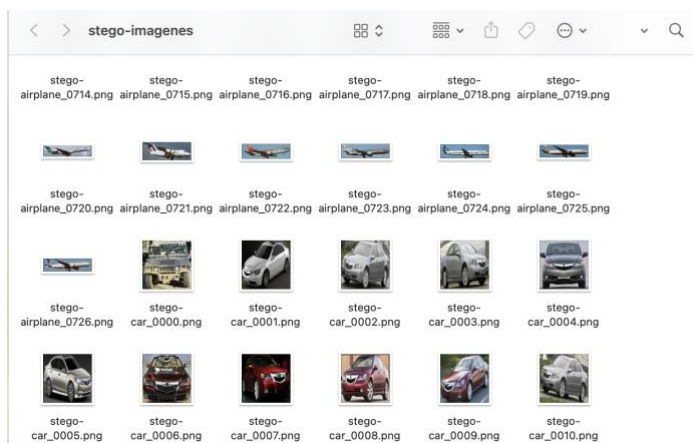 stego-imagenes
stego- stego- stego- stego- stego- stego-
airplane_0714.png airplane_0715.png airplane_0716.png airplane_0717.png airplane_0718.png airplane_0719.png
stego- stego- stego- stego- stego- stego-
airplane_0720.png airplane_0721.png airplane_0722.png airplane_0723.png airplane_0724.png airplane_0725.png
stego- stego- stego- stego- stego- stego-
airplane_0726.png car_0000.png car_0001.png car_0002.png car_0003.png car_0004.png
stego- stego- stego- stego- stego- stego-
car_0005.png car_0006.png car_0007.png car_0008.png car_0009.png car_0010.png